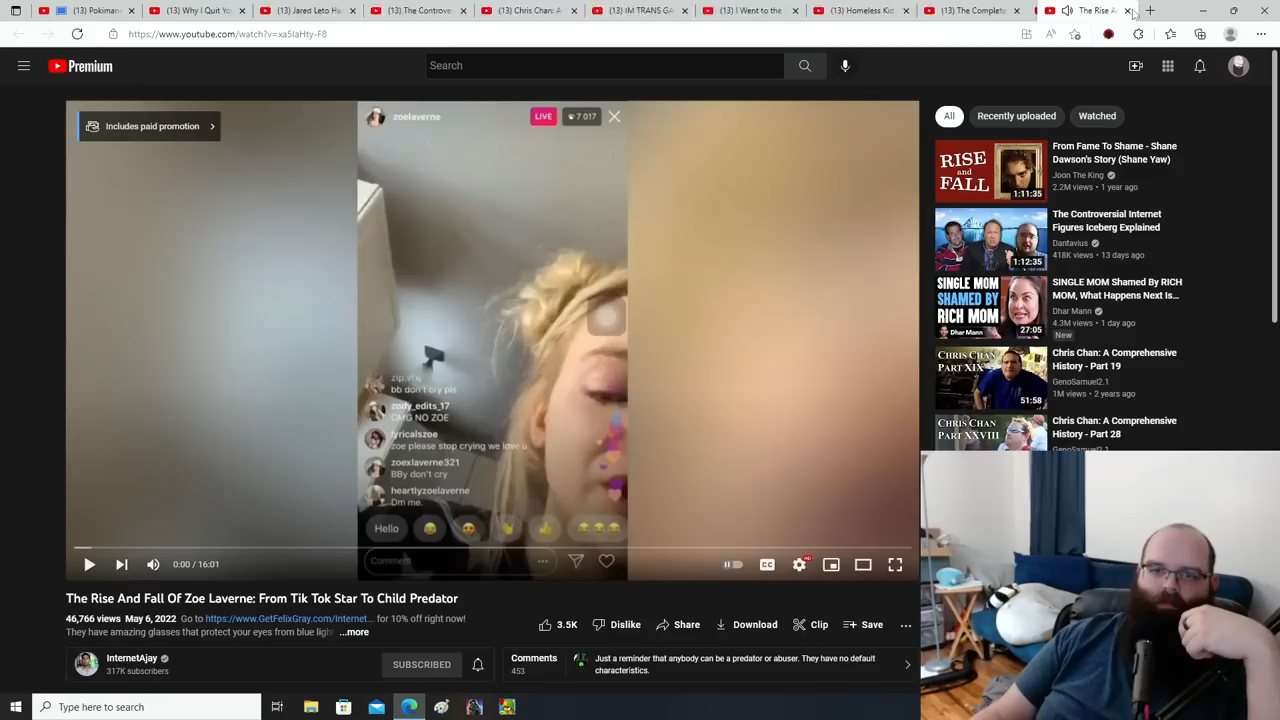 (13) Pokiman
(13) Why I Quit Yo
(13) Jared Leto Ha
(13) The Controve
(13) Chris Chan: A
(13) IM TRANS GA
(13) I Went to the
(13) Homeless Kid
(13) The Complete
The Rise An
https://www.youtube.com/watch?v=xa5IaHty-F8
Premium
Search
Includes paid promotion
zoelaverne
LIVE
7 017
bb don't cry pls
zody_edits_17
OMG NO ZOE
lyricalszoe
zoe please stop crying we love u
zoexlaverne321
BBy don't cry
heartlyzoelaverne
Dm me.
Hello
Comment
0:00 / 16:01
CC
HD
The Rise And Fall Of Zoe Laverne: From Tik Tok Star To Child Predator
46,766 views May 6, 2022 Go to https://www.GetFelixGray.com/Internet... for 10% off right now!
They have amazing glasses that protect your eyes from blue light ...more
3.5K
Dislike
Share
Download
Clip
Save
InternetAjay
317K subscribers
SUBSCRIBED
Comments
453
Just a reminder that anybody can be a predator or abuser. They have no default
characteristics.
All
Recently uploaded
Watched
RISE
and
FALL
1:11:35
From Fame To Shame - Shane
Dawson's Story (Shane Yaw)
Joon The King
2.2M views • 1 year ago
1:12:35
The Controversial Internet
Figures Iceberg Explained
Dantavius
418K views • 13 days ago
SINGLE MOM
SHAMED BY
RICH
MOM
Dhar Mann
27:05
SINGLE MOM Shamed By RICH
MOM, What Happens Next Is...
Dhar Mann
4.3M views • 1 day ago
New
CHRIS CHAN
PART XIX
51:58
Chris Chan: A Comprehensive
History - Part 19
GenoSamuel2.1
1M views • 2 years ago
CHRIS CHAN
PART XXVIII
Chris Chan: A Comprehensive
History - Part 28
GenoSamuel2.1
Type here to search